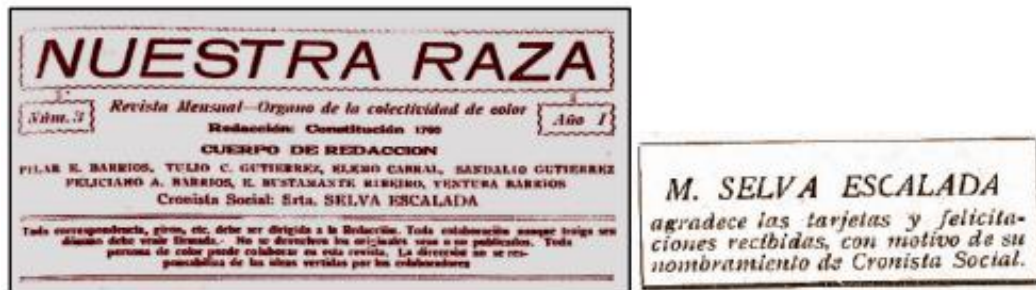 NUESTRA RAZA
Núm. 3
Revista Mensual—Organo de la colectividad de color
Año I
Redacción: Constitución
CUERPO DE REDACCION
PILAR E. BARRIOS, TULIO C. GUTIERREZ, ELEMO CABRAL, SANDALIO GUTIERREZ
FELICIANO A. BARRIOS, E. BUSTAMANTE RIBEIRO, VENTURA BARRIOS
Cronista Social: Srta. SELVA ESCALADA
Toda correspondencia, giros, etc. debe ser dirigida a la Redacción. Toda colaboración aunque traiga seu
dónimo debe venir firmada.- No se devuelven los originales sean o no publicados. Toda
persona de color puede colaborar en esta revista. La dirección no se res-
ponsabiliza de las ideas vertidas por los colaboradores
M. SELVA ESCALADA
agradece las tarjetas y felicita-
ciones recibidas, con motivo de su
nombramiento de Cronista Social.